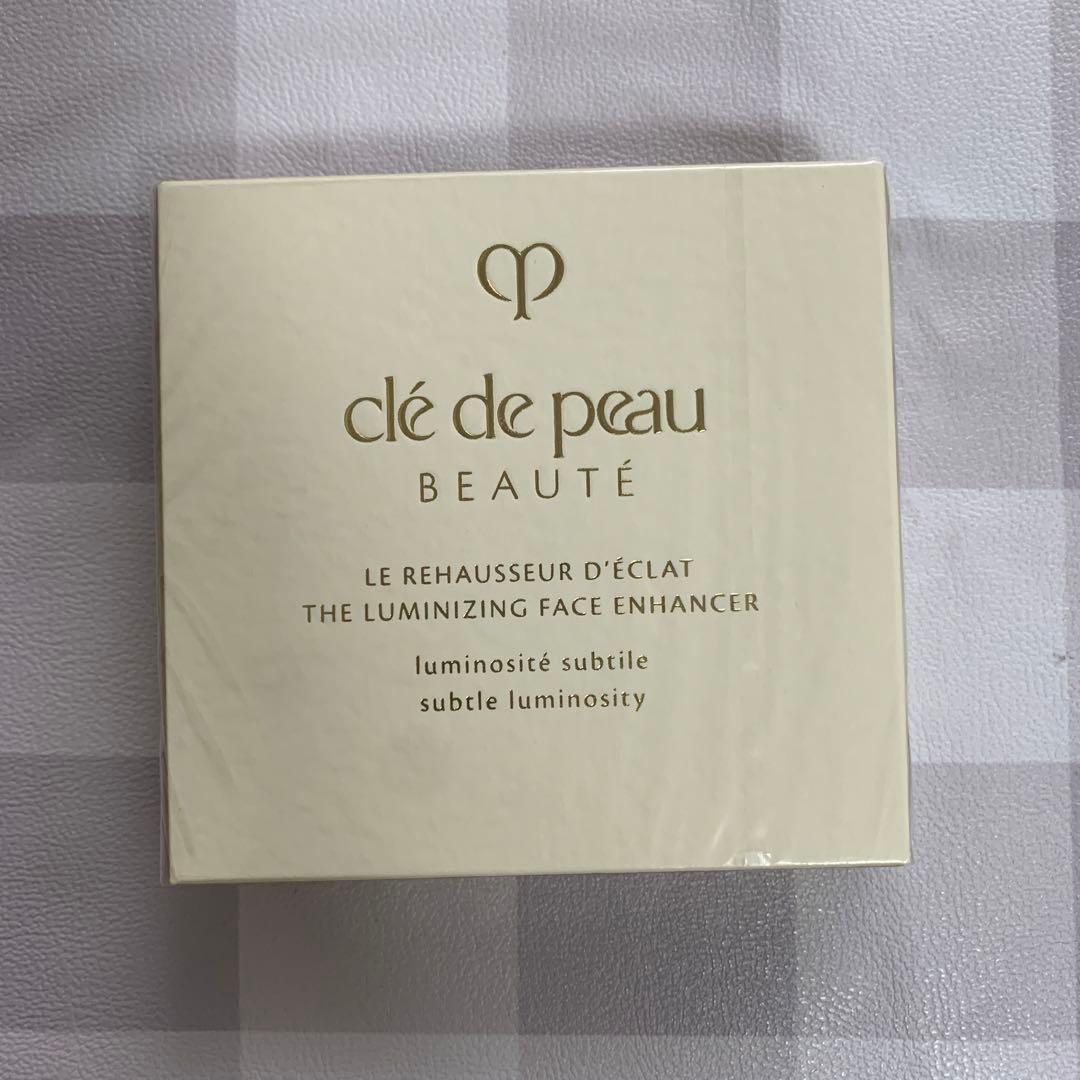 clé de peau
BEAUTÉ
LE REHAUSSEUR D'ÉCLAT
THE LUMINIZING FACE ENHANCER
luminosité subtile
subtle luminosity